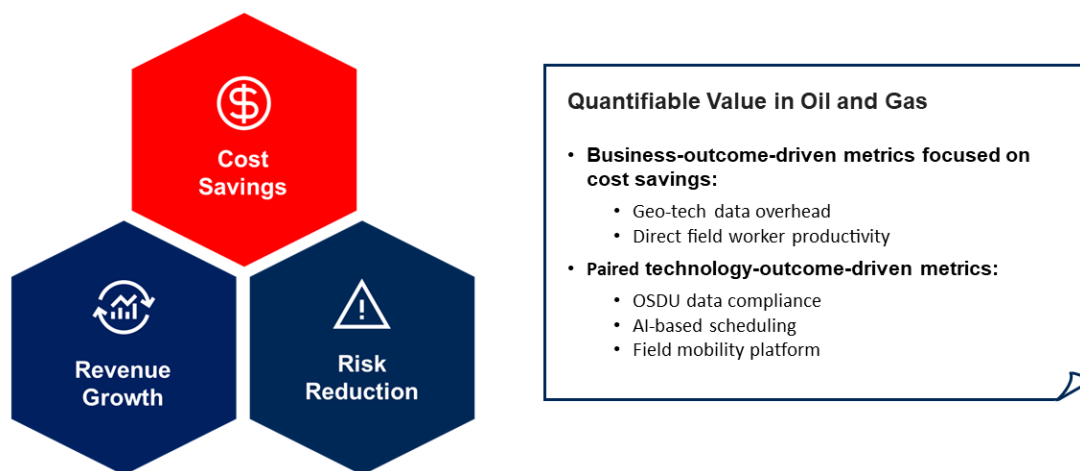 $
Cost
Savings
Revenue
Growth
!
Risk
Reduction
Quantifiable Value in Oil and Gas
• Business-outcome-driven metrics focused on
cost savings:
• Geo-tech data overhead
• Direct field worker productivity
• Paired technology-outcome-driven metrics:
• OSDU data compliance
• AI-based scheduling
• Field mobility platform